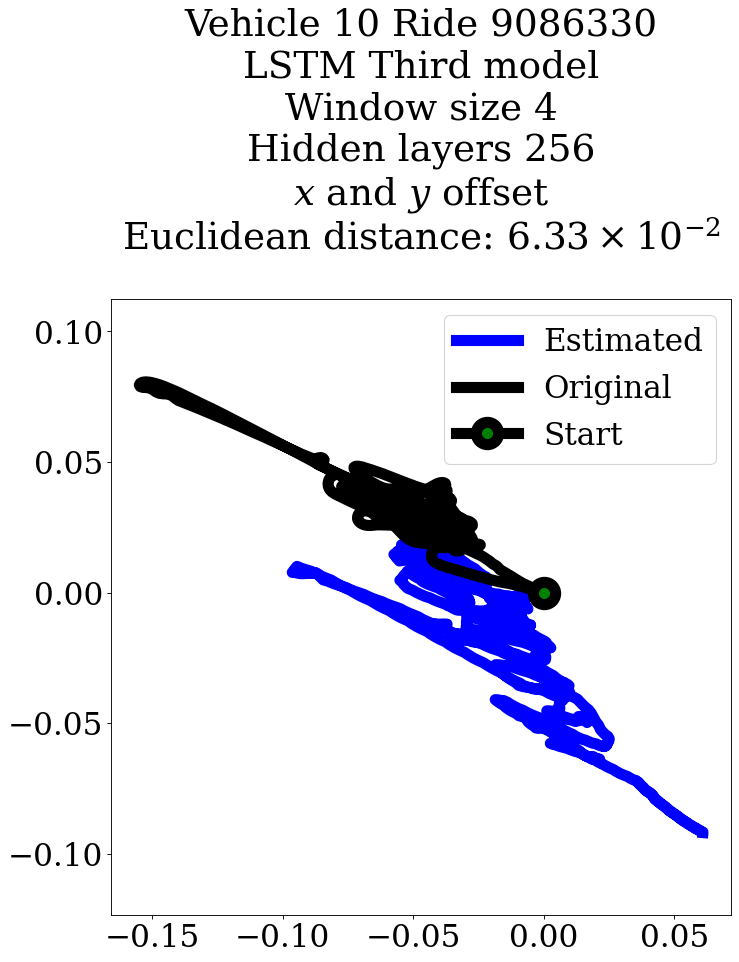 Vehicle 10 Ride 9086330
LSTM Third model
Window size 4
Hidden layers 256
x and y offset
Euclidean distance: 6.33 × 10⁻²
Estimated
Original
Start
0.10
0.05
0.00
−0.05
−0.10
−0.15
−0.10
−0.05
0.00
0.05